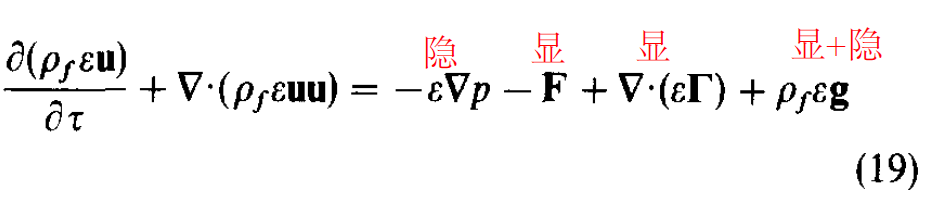 隐 显 显 显+隐
∂(ρ_f ε𝐮)/∂τ + ∇·(ρ_f ε𝐮𝐮) = −ε∇p − 𝐅 + ∇·(ε𝚪) + ρ_f ε𝐠
(19)